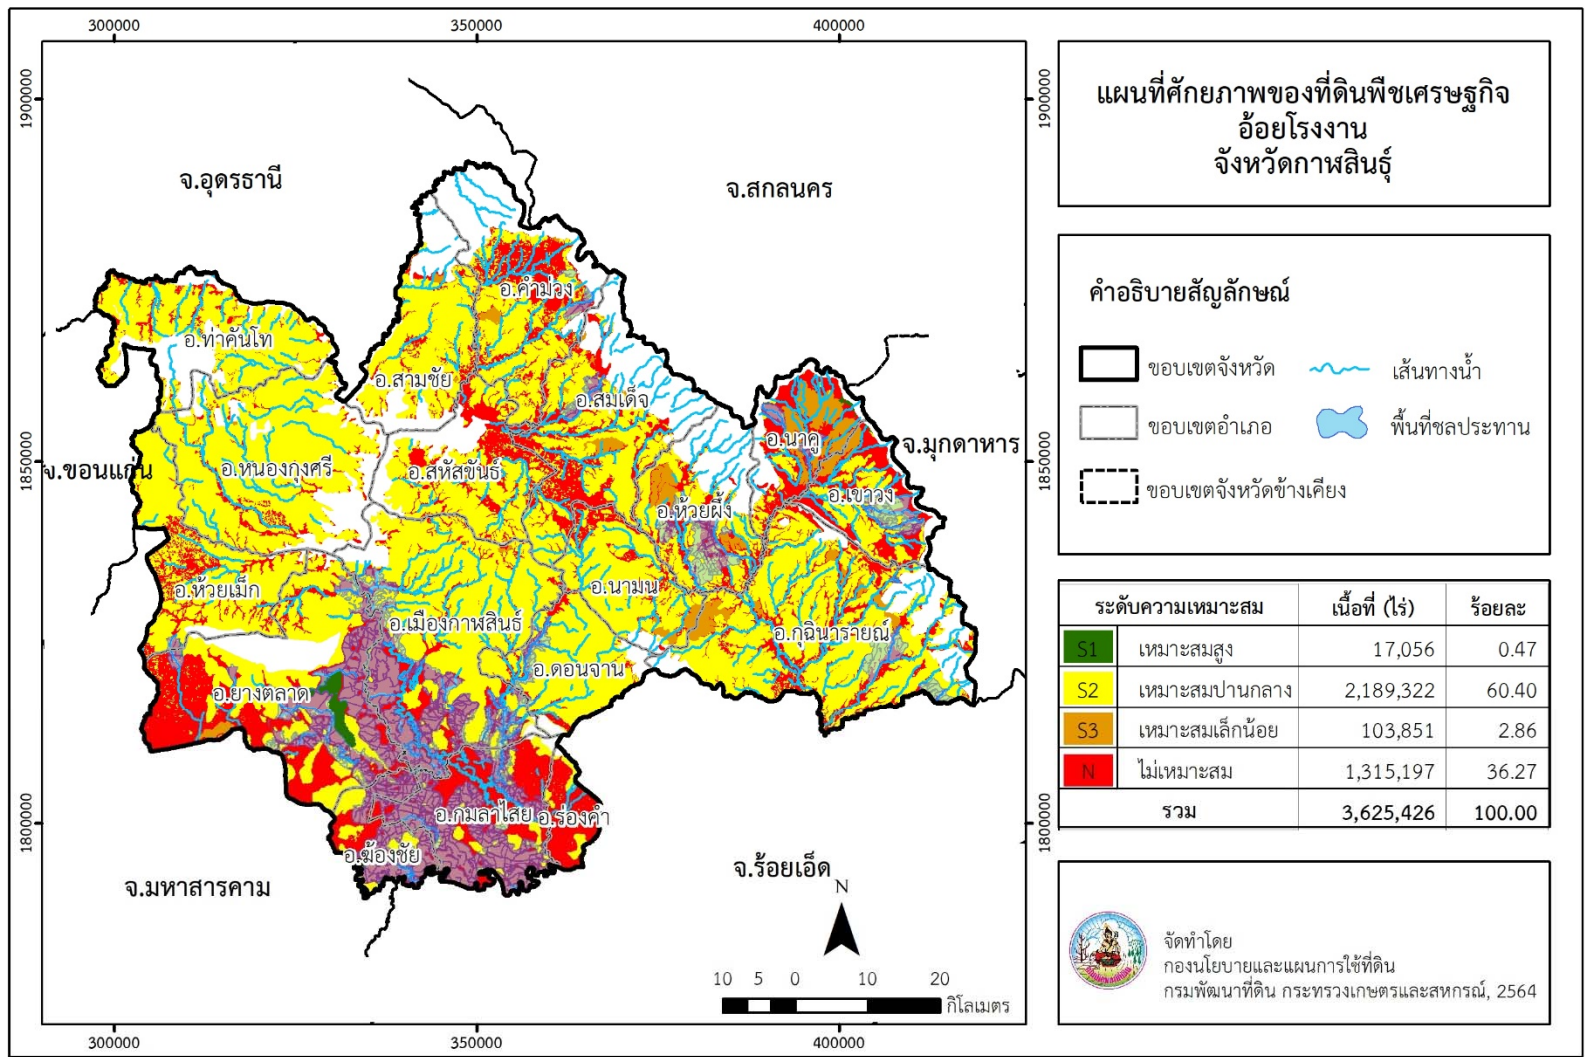 300000 350000 400000
1900000 1900000
1850000 1850000
1800000 1800000
300000 350000 400000
จ.อุดรธานี
จ.สกลนคร
จ.ขอนแก่น
จ.มุกดาหาร
จ.มหาสารคาม
จ.ร้อยเอ็ด
อ.คำม่วง
อ.ท่าคันโท
อ.สามชัย
อ.สมเด็จ
อ.นาคู
อ.หนองกุงศรี
อ.สหัสขันธ์
อ.เขาวง
อ.ห้วยผึ้ง
อ.ห้วยเม็ก
อ.นามน
อ.เมืองกาฬสินธุ์
อ.กุฉินารายณ์
อ.ดอนจาน
อ.ยางตลาด
อ.กมลาไสย
อ.ร่องคำ
อ.ฆ้องชัย
N
10 5 0 10 20
กิโลเมตร
แผนที่ศักยภาพของที่ดินพืชเศรษฐกิจ
อ้อยโรงงาน
จังหวัดกาฬสินธุ์
คำอธิบายสัญลักษณ์
ขอบเขตจังหวัด เส้นทางน้ำ
ขอบเขตอำเภอ พื้นที่ชลประทาน
ขอบเขตจังหวัดข้างเคียง
ระดับความเหมาะสม เนื้อที่ (ไร่) ร้อยละ
S1 เหมาะสมสูง 17,056 0.47
S2 เหมาะสมปานกลาง 2,189,322 60.40
S3 เหมาะสมเล็กน้อย 103,851 2.86
N ไม่เหมาะสม 1,315,197 36.27
รวม 3,625,426 100.00
จัดทำโดย
กองนโยบายและแผนการใช้ที่ดิน
กรมพัฒนาที่ดิน กระทรวงเกษตรและสหกรณ์, 2564